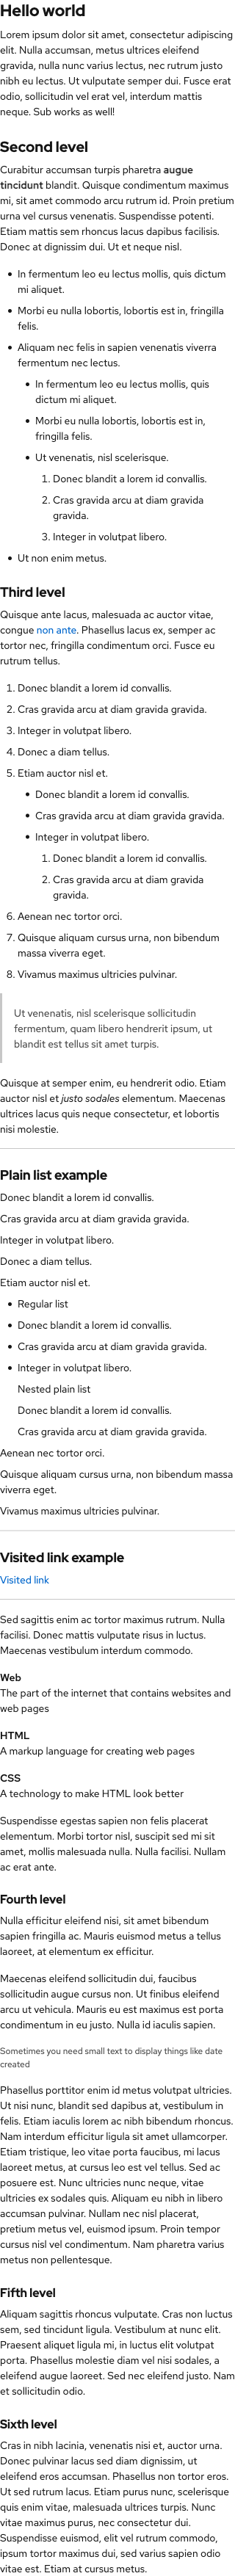 Hello world
Lorem ipsum dolor sit amet, consectetur adipiscing
elit. Nulla accumsan, metus ultrices eleifend
gravida, nulla nunc varius lectus, nec rutrum justo
nibh eu lectus. Ut vulputate semper dui. Fusce erat
odio, sollicitudin vel erat vel, interdum mattis
neque. Sub works as well!
Second level
Curabitur accumsan turpis pharetra augue
tincidunt blandit. Quisque condimentum maximus
mi, sit amet commodo arcu rutrum id. Proin pretium
urna vel cursus venenatis. Suspendisse potenti.
Etiam mattis sem rhoncus lacus dapibus facilisis.
Donec at dignissim dui. Ut et neque nisl.
• In fermentum leo eu lectus mollis, quis dictum
mi aliquet.
• Morbi eu nulla lobortis, lobortis est in, fringilla
felis.
• Aliquam nec felis in sapien venenatis viverra
fermentum nec lectus.
• In fermentum leo eu lectus mollis, quis
dictum mi aliquet.
• Morbi eu nulla lobortis, lobortis est in,
fringilla felis.
• Ut venenatis, nisl scelerisque.
1. Donec blandit a lorem id convallis.
2. Cras gravida arcu at diam gravida
gravida.
3. Integer in volutpat libero.
• Ut non enim metus.
Third level
Quisque ante lacus, malesuada ac auctor vitae,
congue non ante. Phasellus lacus ex, semper ac
tortor nec, fringilla condimentum orci. Fusce eu
rutrum tellus.
1. Donec blandit a lorem id convallis.
2. Cras gravida arcu at diam gravida gravida.
3. Integer in volutpat libero.
4. Donec a diam tellus.
5. Etiam auctor nisl et.
• Donec blandit a lorem id convallis.
• Cras gravida arcu at diam gravida gravida.
• Integer in volutpat libero.
1. Donec blandit a lorem id convallis.
2. Cras gravida arcu at diam gravida
gravida.
6. Aenean nec tortor orci.
7. Quisque aliquam cursus urna, non bibendum
massa viverra eget.
8. Vivamus maximus ultricies pulvinar.
Ut venenatis, nisl scelerisque sollicitudin
fermentum, quam libero hendrerit ipsum, ut
blandit est tellus sit amet turpis.
Quisque at semper enim, eu hendrerit odio. Etiam
auctor nisl et justo sodales elementum. Maecenas
ultrices lacus quis neque consectetur, et lobortis
nisi molestie.
Plain list example
Donec blandit a lorem id convallis.
Cras gravida arcu at diam gravida gravida.
Integer in volutpat libero.
Donec a diam tellus.
Etiam auctor nisl et.
• Regular list
• Donec blandit a lorem id convallis.
• Cras gravida arcu at diam gravida gravida.
• Integer in volutpat libero.
Nested plain list
Donec blandit a lorem id convallis.
Cras gravida arcu at diam gravida gravida.
Aenean nec tortor orci.
Quisque aliquam cursus urna, non bibendum massa
viverra eget.
Vivamus maximus ultricies pulvinar.
Visited link example
Visited link
Sed sagittis enim ac tortor maximus rutrum. Nulla
facilisi. Donec mattis vulputate risus in luctus.
Maecenas vestibulum interdum commodo.
Web
The part of the internet that contains websites and
web pages
HTML
A markup language for creating web pages
CSS
A technology to make HTML look better
Suspendisse egestas sapien non felis placerat
elementum. Morbi tortor nisl, suscipit sed mi sit
amet, mollis malesuada nulla. Nulla facilisi. Nullam
ac erat ante.
Fourth level
Nulla efficitur eleifend nisi, sit amet bibendum
sapien fringilla ac. Mauris euismod metus a tellus
laoreet, at elementum ex efficitur.
Maecenas eleifend sollicitudin dui, faucibus
sollicitudin augue cursus non. Ut finibus eleifend
arcu ut vehicula. Mauris eu est maximus est porta
condimentum in eu justo. Nulla id iaculis sapien.
Sometimes you need small text to display things like date
created
Phasellus porttitor enim id metus volutpat ultricies.
Ut nisi nunc, blandit sed dapibus at, vestibulum in
felis. Etiam iaculis lorem ac nibh bibendum rhoncus.
Nam interdum efficitur ligula sit amet ullamcorper.
Etiam tristique, leo vitae porta faucibus, mi lacus
laoreet metus, at cursus leo est vel tellus. Sed ac
posuere est. Nunc ultricies nunc neque, vitae
ultricies ex sodales quis. Aliquam eu nibh in libero
accumsan pulvinar. Nullam nec nisl placerat,
pretium metus vel, euismod ipsum. Proin tempor
cursus nisl vel condimentum. Nam pharetra varius
metus non pellentesque.
Fifth level
Aliquam sagittis rhoncus vulputate. Cras non luctus
sem, sed tincidunt ligula. Vestibulum at nunc elit.
Praesent aliquet ligula mi, in luctus elit volutpat
porta. Phasellus molestie diam vel nisi sodales, a
eleifend augue laoreet. Sed nec eleifend justo. Nam
et sollicitudin odio.
Sixth level
Cras in nibh lacinia, venenatis nisi et, auctor urna.
Donec pulvinar lacus sed diam dignissim, ut
eleifend eros accumsan. Phasellus non tortor eros.
Ut sed rutrum lacus. Etiam purus nunc, scelerisque
quis enim vitae, malesuada ultrices turpis. Nunc
vitae maximus purus, nec consectetur dui.
Suspendisse euismod, elit vel rutrum commodo,
ipsum tortor maximus dui, sed varius sapien odio
vitae est. Etiam at cursus metus.